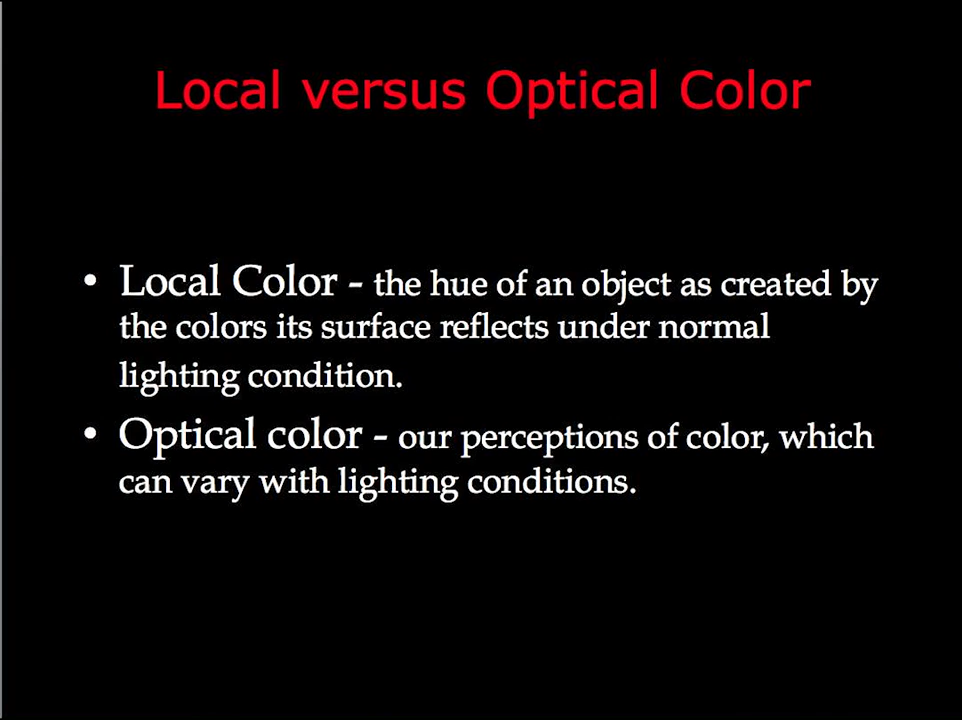 Local versus Optical Color
• Local Color - the hue of an object as created by
the colors its surface reflects under normal
lighting condition.
• Optical color - our perceptions of color, which
can vary with lighting conditions.